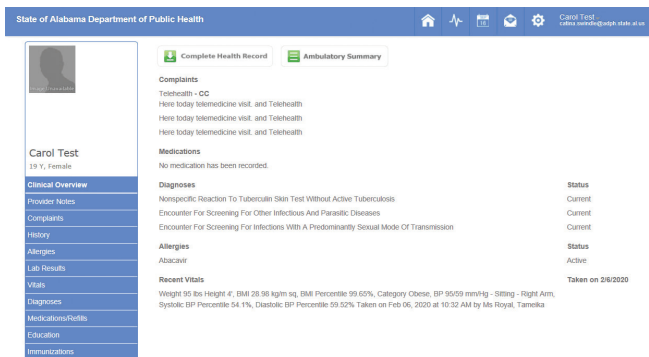 State of Alabama Department of Public Health
Carol Test -
catina.swindle@adph.state.al.us
Carol Test
19 Y, Female
Clinical Overview
Provider Notes
Complaints
History
Allergies
Lab Results
Vitals
Diagnoses
Medications/Refills
Education
Immunizations
Complete Health Record
Ambulatory Summary
Complaints
Telehealth - CC
Here today telemedicine visit. and Telehealth
Here today telemedicine visit. and Telehealth
Here today telemedicine visit. and Telehealth
Medications
No medication has been recorded.
Diagnoses Status
Nonspecific Reaction To Tuberculin Skin Test Without Active Tuberculosis Current
Encounter For Screening For Other Infectious And Parasitic Diseases Current
Encounter For Screening For Infections With A Predominantly Sexual Mode Of Transmission Current
Allergies Status
Abacavir Active
Recent Vitals Taken on 2/6/2020
Weight 95 lbs Height 4', BMI 28.98 kg/m sq, BMI Percentile 99.65%, Category Obese, BP 95/59 mm/Hg - Sitting - Right Arm,
Systolic BP Percentile 54.1%, Diastolic BP Percentile 59.52% Taken on Feb 06, 2020 at 10:32 AM by Ms Royal, Tameika